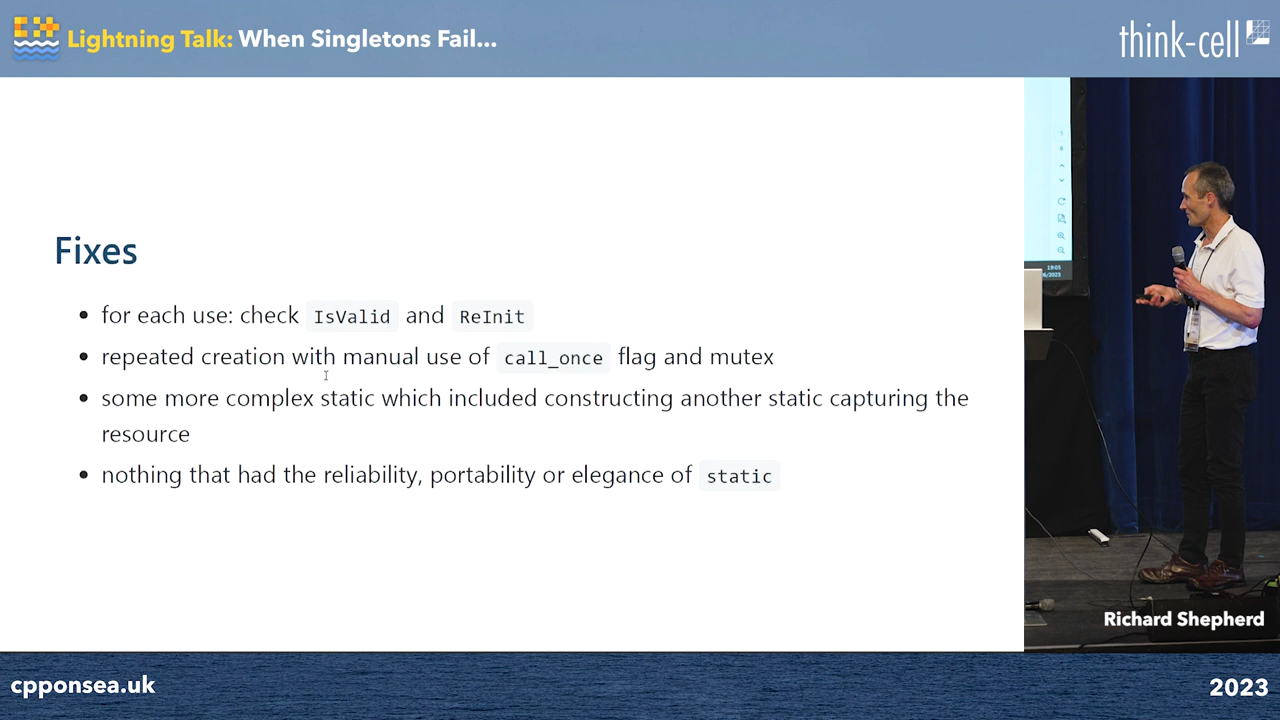 Lightning Talk: When Singletons Fail...
think-cell
Fixes
• for each use: check IsValid and ReInit
• repeated creation with manual use of call_once flag and mutex
• some more complex static which included constructing another static capturing the
resource
• nothing that had the reliability, portability or elegance of static
19:05
Richard Shepherd
cpponsea.uk
2023